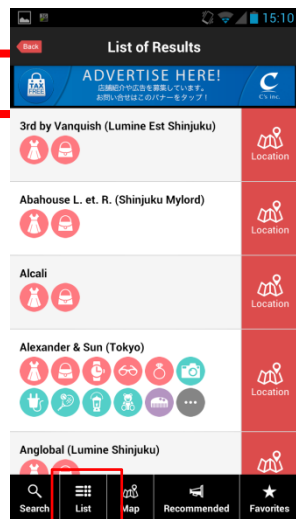 15:10
Back
List of Results
TAX
FREE
ADVERTISE HERE!
店舗紹介や広告を募集しています。
お問い合せはこのバナーをタップ！
C
C's inc.
3rd by Vanquish (Lumine Est Shinjuku)
Location
Abahouse L. et. R. (Shinjuku Mylord)
Location
Alcali
Location
Alexander & Sun (Tokyo)
Location
Anglobal (Lumine Shinjuku)
Search
List
Map
Recommended
Favorites